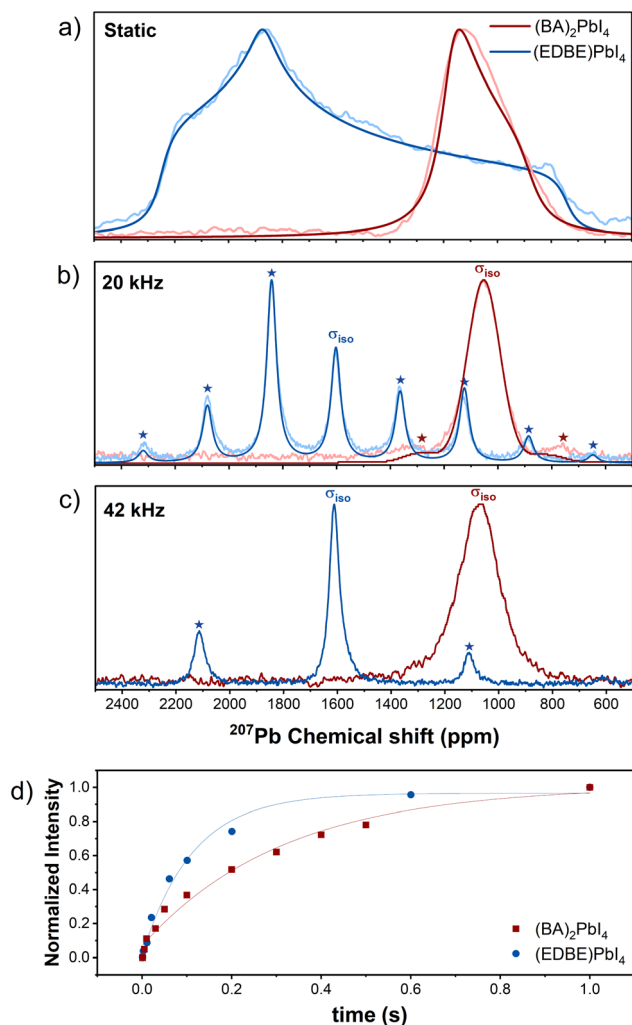 a)
Static
(BA)₂PbI₄
(EDBE)PbI₄
b)
20 kHz
★
★
★
σiso
★
★
★
σiso
★
★
★
★
c)
42 kHz
σiso
σiso
★
★
2400 2200 2000 1800 1600 1400 1200 1000 800 600
²⁰⁷Pb Chemical shift (ppm)
d)
Normalized Intensity
1.0
0.8
0.6
0.4
0.2
0.0
(BA)₂PbI₄
(EDBE)PbI₄
0.0 0.2 0.4 0.6 0.8 1.0
time (s)